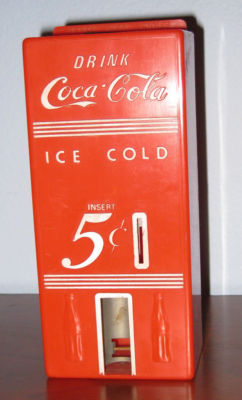 DRINK
Coca-Cola
ICE COLD
INSERT
5¢